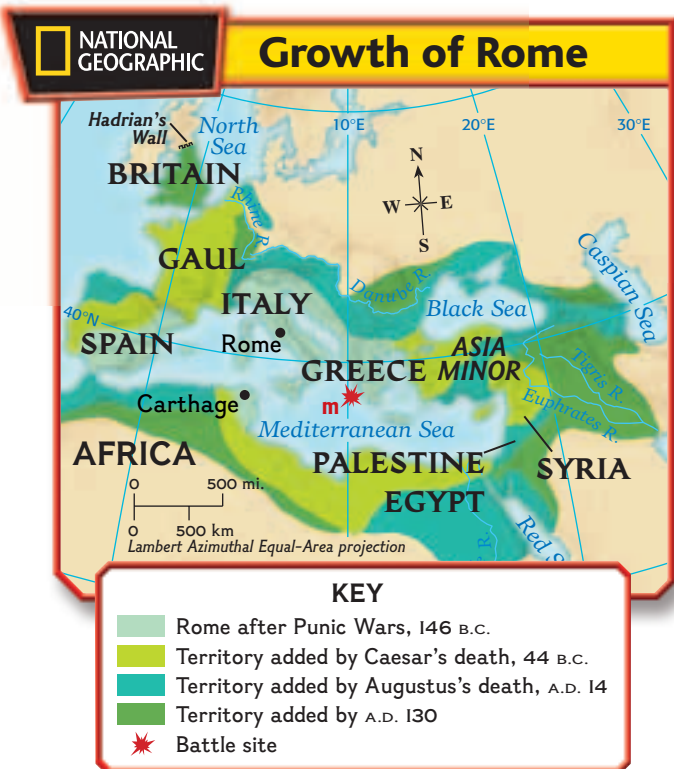 NATIONAL
GEOGRAPHIC
Growth of Rome
Hadrian's
Wall
North
Sea
10°E
20°E
30°E
BRITAIN
N
W
E
S
Rhine R.
GAUL
Danube R.
Caspian Sea
ITALY
Black Sea
40°N
SPAIN
Rome
ASIA
MINOR
GREECE
Tigris R.
Carthage
m
Euphrates R.
Mediterranean Sea
AFRICA
PALESTINE
SYRIA
0 500 mi.
EGYPT
0 500 km
R.
Red S
Lambert Azimuthal Equal-Area projection
KEY
Rome after Punic Wars, 146 B.C.
Territory added by Caesar's death, 44 B.C.
Territory added by Augustus's death, A.D. 14
Territory added by A.D. 130
Battle site